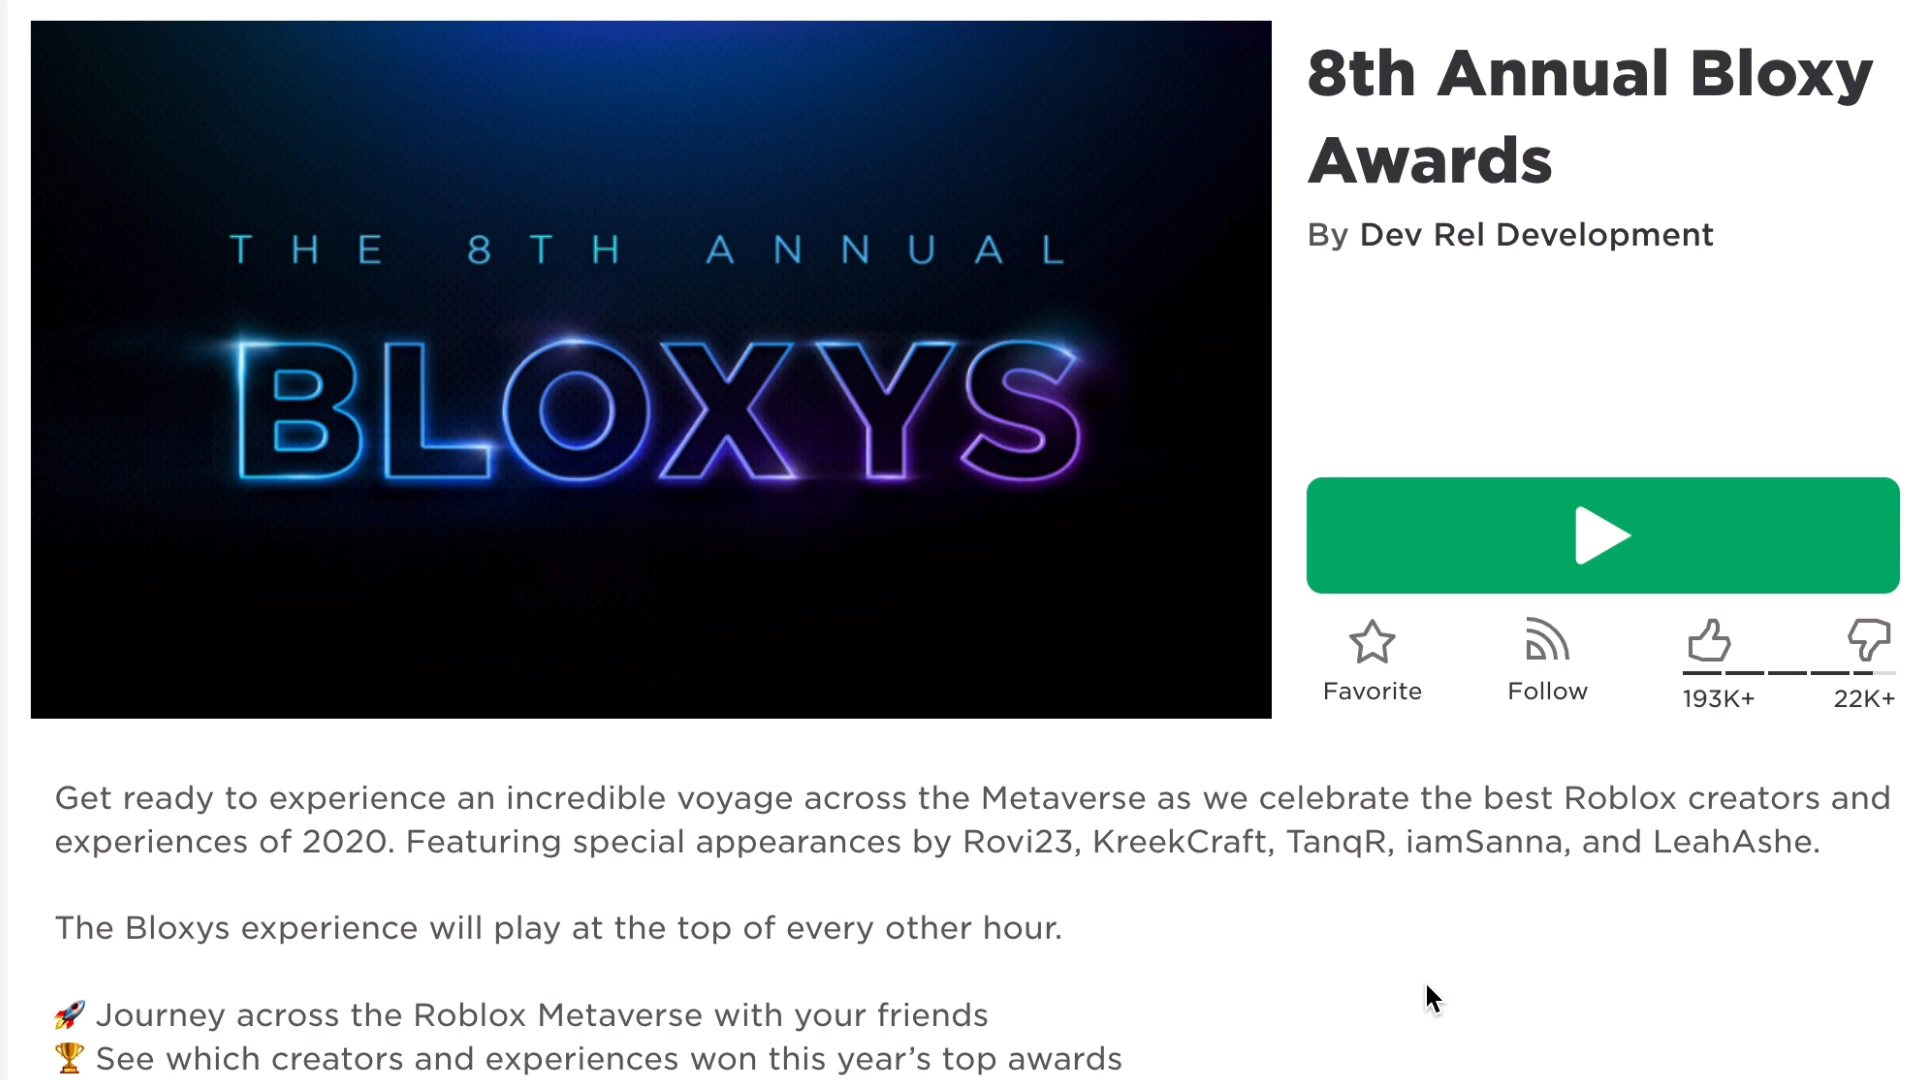 THE 8TH ANNUAL
BLOXYS
8th Annual Bloxy
Awards
By Dev Rel Development
Favorite
Follow
193K+
22K+
Get ready to experience an incredible voyage across the Metaverse as we celebrate the best Roblox creators and
experiences of 2020. Featuring special appearances by Rovi23, KreekCraft, TanqR, iamSanna, and LeahAshe.
The Bloxys experience will play at the top of every other hour.
🚀 Journey across the Roblox Metaverse with your friends
🏆 See which creators and experiences won this year’s top awards